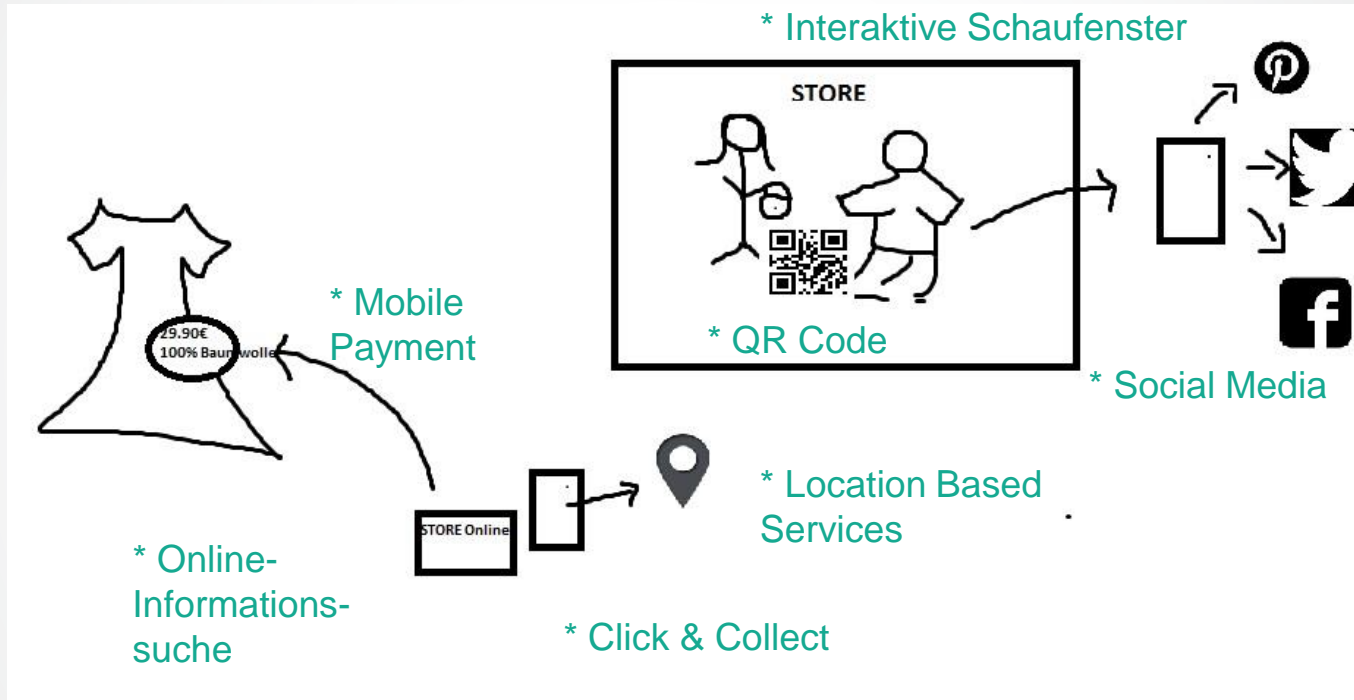 * Interaktive Schaufenster
STORE
* QR Code
* Social Media
29.90€
100% Baumwolle
* Mobile
Payment
STORE Online
* Location Based
Services
* Online-
Informations-
suche
* Click & Collect